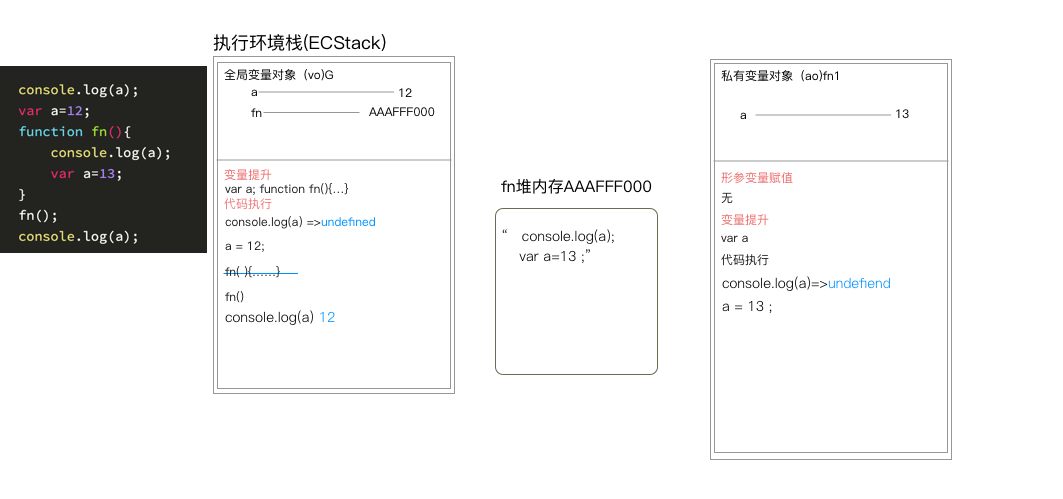 console.log(a);
var a=12;
function fn(){
console.log(a);
var a=13;
}
fn();
console.log(a);
执行环境栈(ECStack)
全局变量对象（vo)G
a 12
fn AAAFFF000
变量提升
var a; function fn(){...}
代码执行
console.log(a) =>undefined
a = 12;
fn( ){……}
fn()
console.log(a) 12
fn堆内存AAAFFF000
“ console.log(a);
var a=13 ;”
私有变量对象（ao)fn1
a 13
形参变量赋值
无
变量提升
var a
代码执行
console.log(a)=>undefiend
a = 13 ;